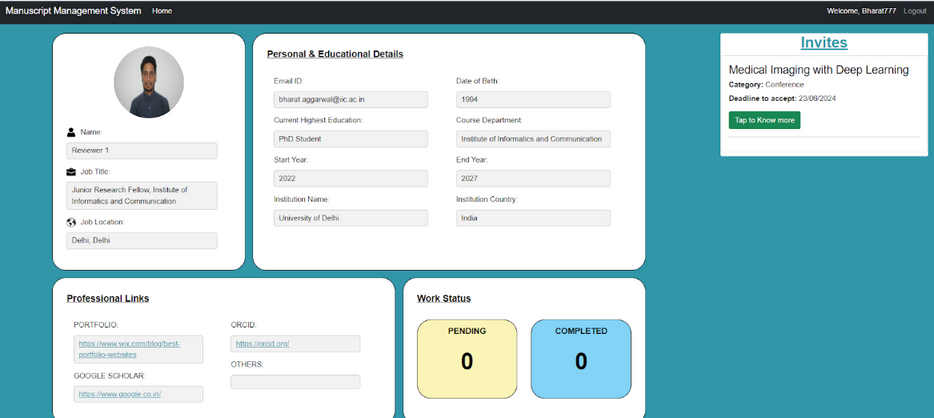 Manuscript Management System Home Welcome, Bharat777 Logout
Name:
Reviewer 1
Job Title:
Junior Research Fellow, Institute of
Informatics and Communication
Job Location:
Delhi, Delhi
Personal & Educational Details
Email ID: Date of Birth:
bharat.aggarwal@iic.ac.in 1994
Current Highest Education: Course Department:
PhD Student Institute of Informatics and Communication
Start Year: End Year:
2022 2027
Institution Name: Institution Country:
University of Delhi India
Invites
Medical Imaging with Deep Learning
Category: Conference
Deadline to accept: 23/06/2024
Tap to Know more
Professional Links
PORTFOLIO: ORCID:
https://www.wix.com/blog/best-
portfolio-websites
https://orcid.org/
GOOGLE SCHOLAR: OTHERS:
https://www.google.co.in/
Work Status
PENDING COMPLETED
0 0